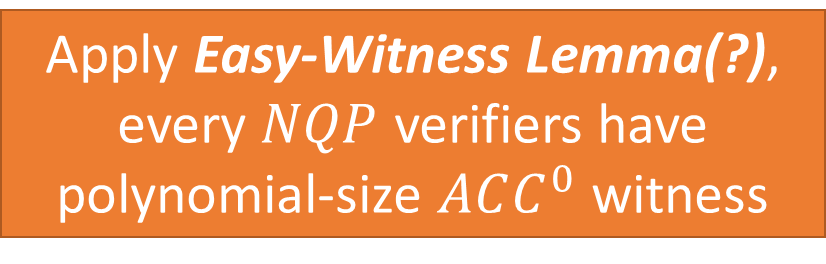 Apply Easy-Witness Lemma(?),
every NQP verifiers have
polynomial-size ACC⁰ witness